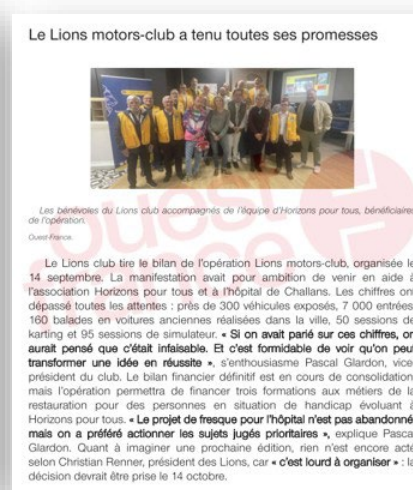 Le Lions motors-club a tenu toutes ses promesses
Les bénévoles du Lions club accompagnés de l'équipe d'Horizons pour tous, bénéficiaires
de l'opération.
Ouest-France.
Le Lions club tire le bilan de l'opération Lions motors-club, organisée le
14 septembre. La manifestation avait pour ambition de venir en aide à
l'association Horizons pour tous et à l'hôpital de Challans. Les chiffres ont
dépassé toutes les attentes : près de 300 véhicules exposés, 7 000 entrées,
160 balades en voitures anciennes réalisées dans la ville, 50 sessions de
karting et 95 sessions de simulateur. « Si on avait parié sur ces chiffres, on
aurait pensé que c'était infaisable. Et c'est formidable de voir qu'on peut
transformer une idée en réussite », s'enthousiasme Pascal Glardon, vice-
président du club. Le bilan financier définitif est en cours de consolidation
mais l'opération permettra de financer trois formations aux métiers de la
restauration pour des personnes en situation de handicap évoluant à
Horizons pour tous. « Le projet de fresque pour l'hôpital n'est pas abandonné
mais on a préféré actionner les sujets jugés prioritaires », explique Pascal
Glardon. Quant à imaginer une prochaine édition, rien n'est encore acté
selon Christian Renner, président des Lions, car « c'est lourd à organiser » : la
décision devrait être prise le 14 octobre.
ouest
france